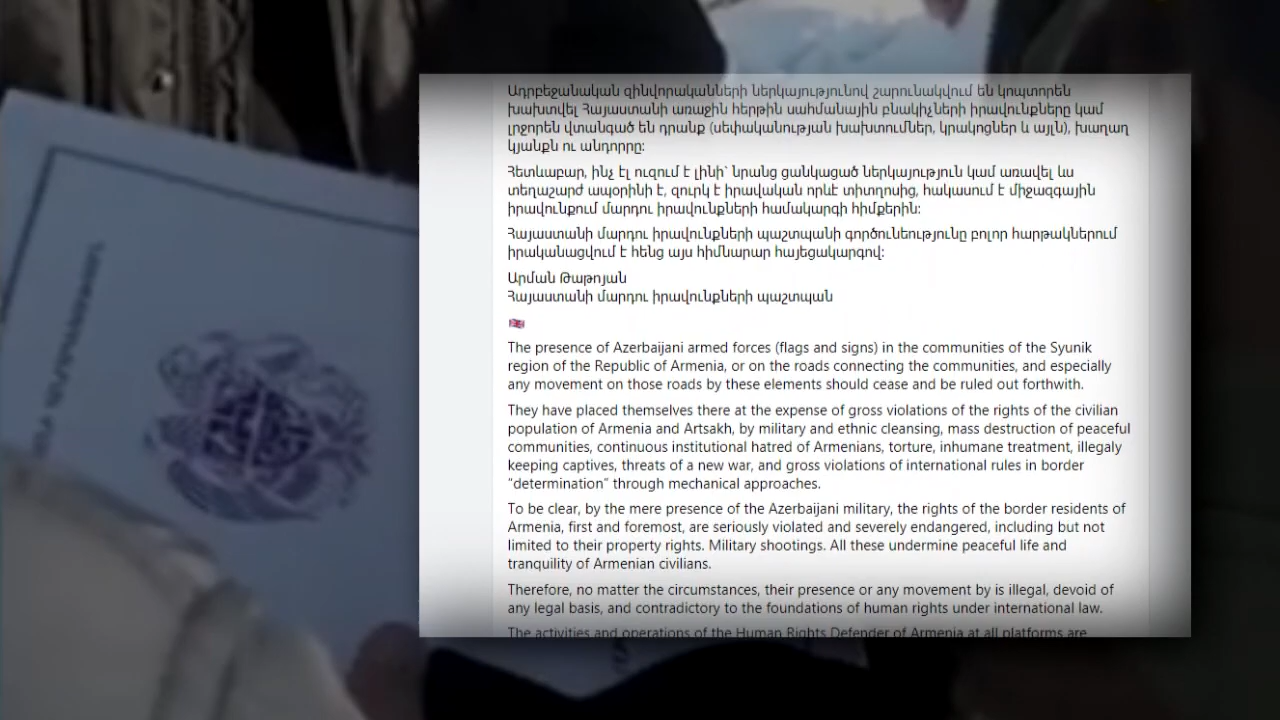 Ադրբեջանական զինվորականների ներկայությունով շարունակվում են կոպտորեն
խախտվել Հայաստանի առաջին հերթին սահմանային բնակիչների իրավունքները կամ
լրջորեն վտանգած են դրանք (սեփականության խախտումներ, կրակոցներ և այլն), խաղաղ
կյանքն ու անդորրը:
Հետևաբար, ինչ էլ ուզում է լինի` նրանց ցանկացած ներկայություն կամ առավել ևս
տեղաշարժ ապօրինի է, զուրկ է իրավական որևէ տիտղոսից, հակասում է միջազգային
իրավունքում մարդու իրավունքների համակարգի հիմքերին:
Հայաստանի մարդու իրավունքների պաշտպանի գործունեությունը բոլոր հարթակներում
իրականացվում է հենց այս հիմնարար հայեցակարգով:
Արման Թաթոյան
Հայաստանի մարդու իրավունքների պաշտպան
The presence of Azerbaijani armed forces (flags and signs) in the communities of the Syunik
region of the Republic of Armenia, or on the roads connecting the communities, and especially
any movement on those roads by these elements should cease and be ruled out forthwith.
They have placed themselves there at the expense of gross violations of the rights of the civilian
population of Armenia and Artsakh, by military and ethnic cleansing, mass destruction of peaceful
communities, continuous institutional hatred of Armenians, torture, inhumane treatment, illegaly
keeping captives, threats of a new war, and gross violations of international rules in border
“determination” through mechanical approaches.
To be clear, by the mere presence of the Azerbaijani military, the rights of the border residents of
Armenia, first and foremost, are seriously violated and severely endangered, including but not
limited to their property rights. Military shootings. All these undermine peaceful life and
tranquility of Armenian civilians.
Therefore, no matter the circumstances, their presence or any movement by is illegal, devoid of
any legal basis, and contradictory to the foundations of human rights under international law.
The activities and operations of the Human Rights Defender of Armenia at all platforms are